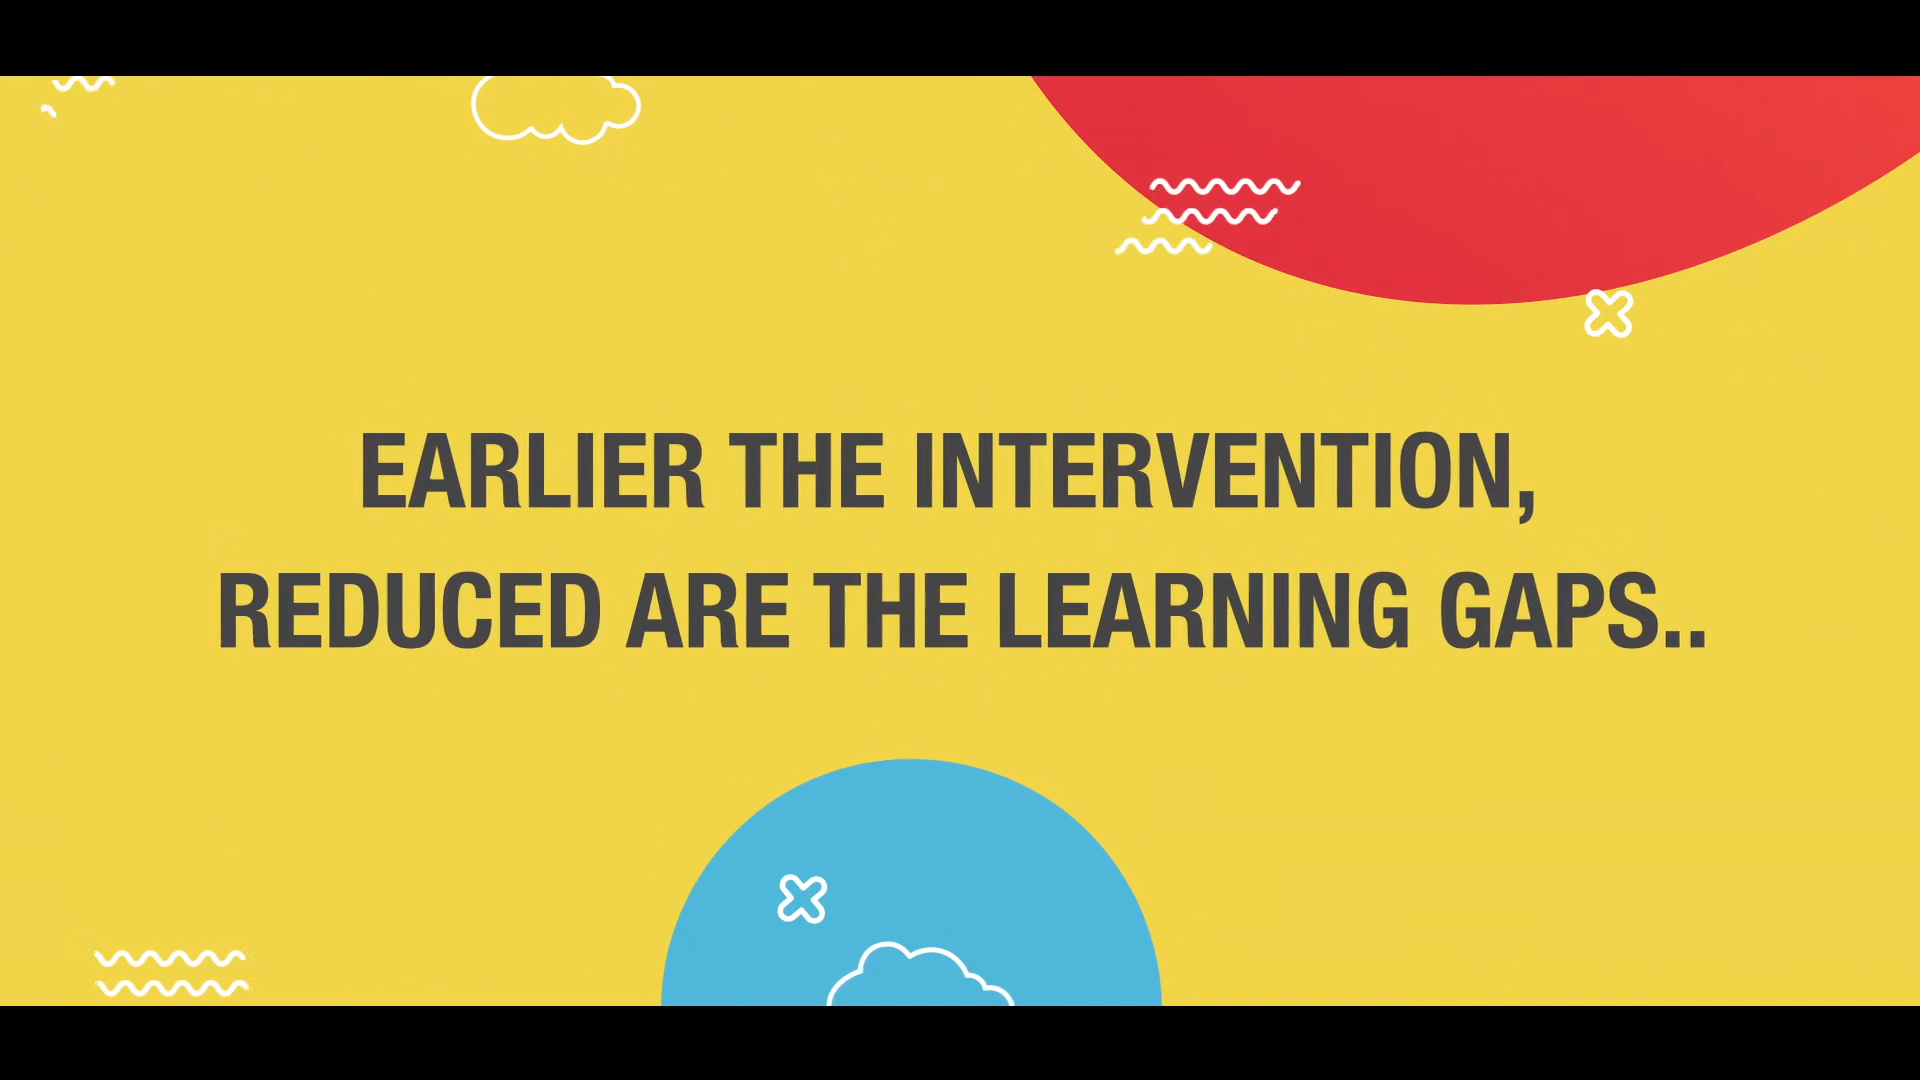 EARLIER THE INTERVENTION,
REDUCED ARE THE LEARNING GAPS..